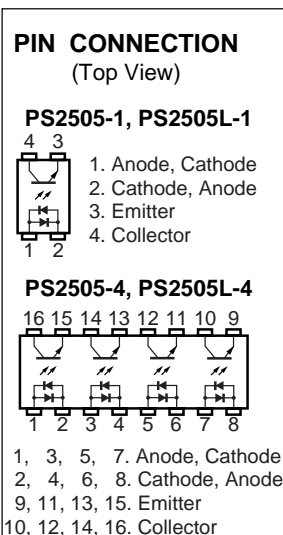 PIN CONNECTION
(Top View)
PS2505-1, PS2505L-1
4 3
1. Anode, Cathode
2. Cathode, Anode
3. Emitter
4. Collector
1 2
PS2505-4, PS2505L-4
16 15 14 13 12 11 10 9
1 2 3 4 5 6 7 8
1, 3, 5, 7. Anode, Cathode
2, 4, 6, 8. Cathode, Anode
9, 11, 13, 15. Emitter
10, 12, 14, 16. Collector